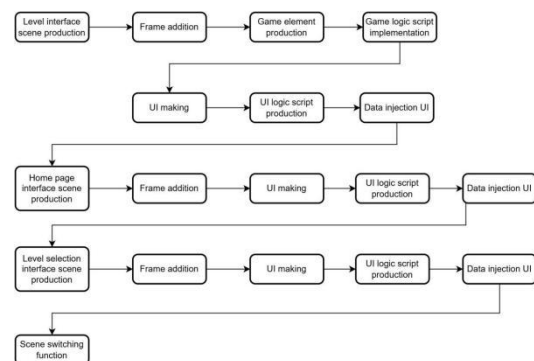 Level interface
scene production
Frame addition
Game element
production
Game logic script
implementation
UI making
UI logic script
production
Data injection UI
Home page
interface scene
production
Frame addition
UI making
UI logic script
production
Data injection UI
Level selection
interface scene
production
Frame addition
UI making
UI logic script
production
Data injection UI
Scene switching
function